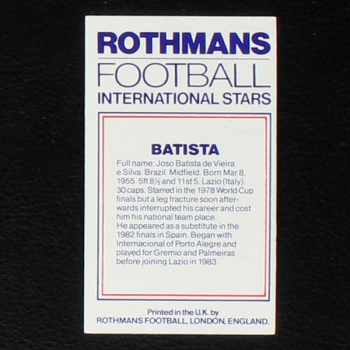 ROTHMANS
FOOTBALL
INTERNATIONAL STARS
BATISTA
Full name: Joso Batista de Vieira
e Silva. Brazil. Midfield. Born Mar 8,
1955. 5ft 8½ and 11st 5. Lazio (Italy).
30 caps. Starred in the 1978 World Cup
finals but a leg fracture soon after-
wards interrupted his career and cost
him his national team place.
He appeared as a substitute in the
1982 finals in Spain. Began with
Internacional of Porto Alegre and
played for Gremio and Palmeiras
before joining Lazio in 1983.
Printed in the U.K. by
ROTHMANS FOOTBALL, LONDON, ENGLAND.